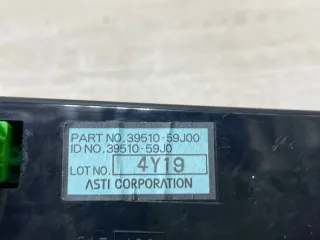 PART NO. 39510-59J00
ID NO. 39510-59J0
LOT NO. 4Y19
ASTI CORPORATION